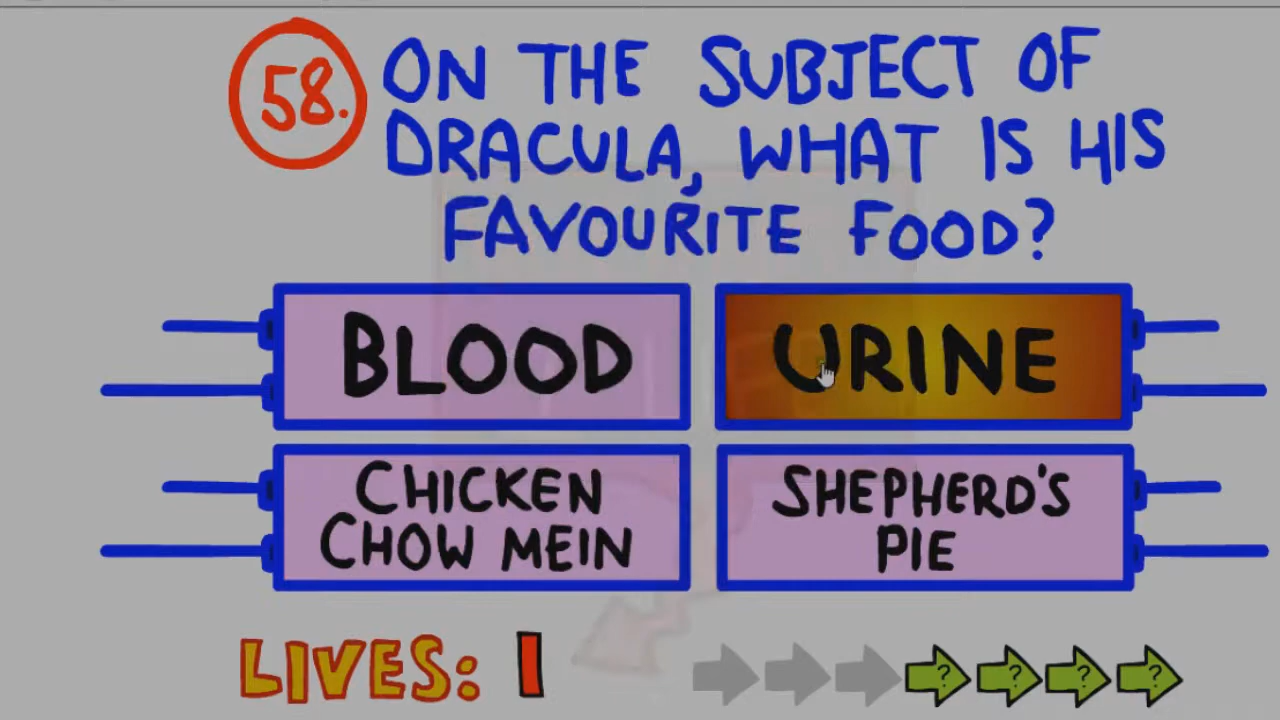 58. ON THE SUBJECT OF
DRACULA, WHAT IS HIS
FAVOURITE FOOD?
BLOOD
URINE
CHICKEN
CHOW MEIN
SHEPHERD'S
PIE
LIVES: 1
? ? ? ?